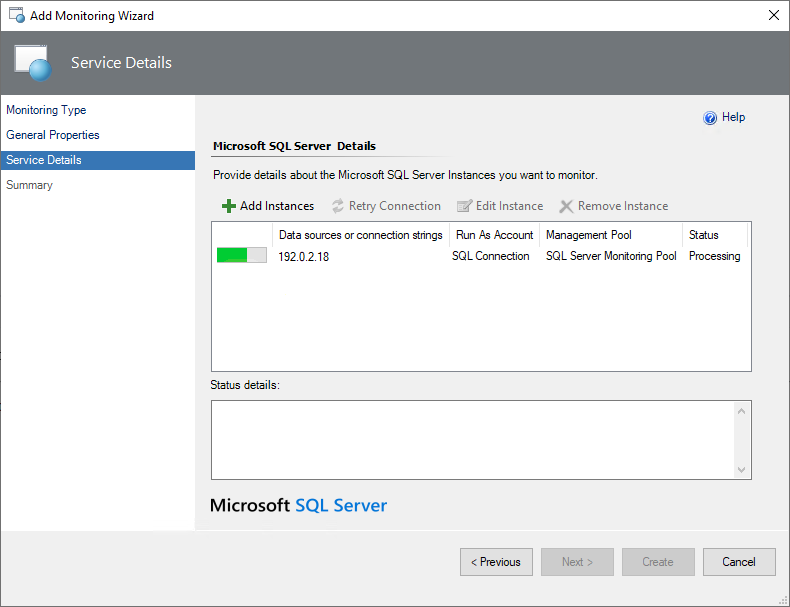 Add Monitoring Wizard
Service Details
Monitoring Type
General Properties
Service Details
Summary
Help
Microsoft SQL Server Details
Provide details about the Microsoft SQL Server Instances you want to monitor.
Add Instances Retry Connection Edit Instance Remove Instance
Data sources or connection strings Run As Account Management Pool Status
192.0.2.18 SQL Connection SQL Server Monitoring Pool Processing
Status details:
Microsoft SQL Server
< Previous Next > Create Cancel